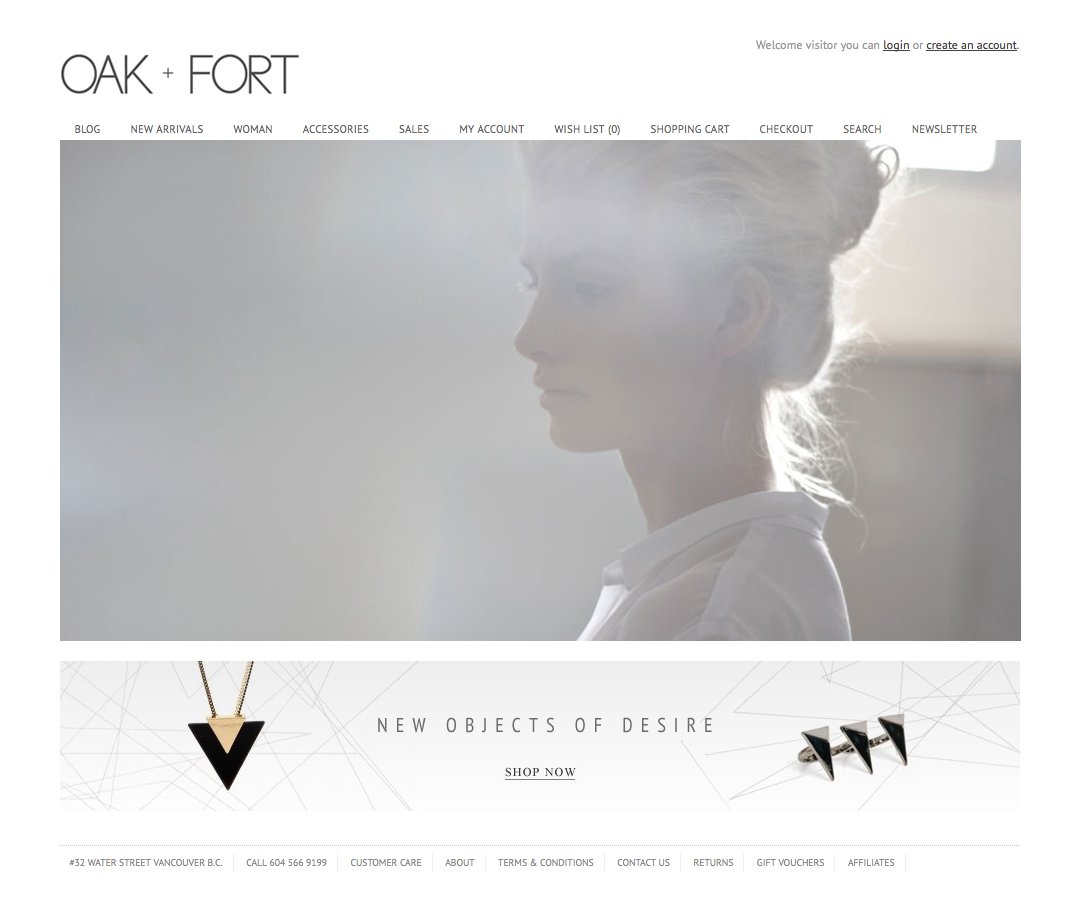 Welcome visitor you can login or create an account.
OAK + FORT
BLOG NEW ARRIVALS WOMAN ACCESSORIES SALES MY ACCOUNT WISH LIST (0) SHOPPING CART CHECKOUT SEARCH NEWSLETTER
NEW OBJECTS OF DESIRE
SHOP NOW
#32 WATER STREET VANCOUVER B.C. CALL 604 566 9199 CUSTOMER CARE ABOUT TERMS & CONDITIONS CONTACT US RETURNS GIFT VOUCHERS AFFILIATES